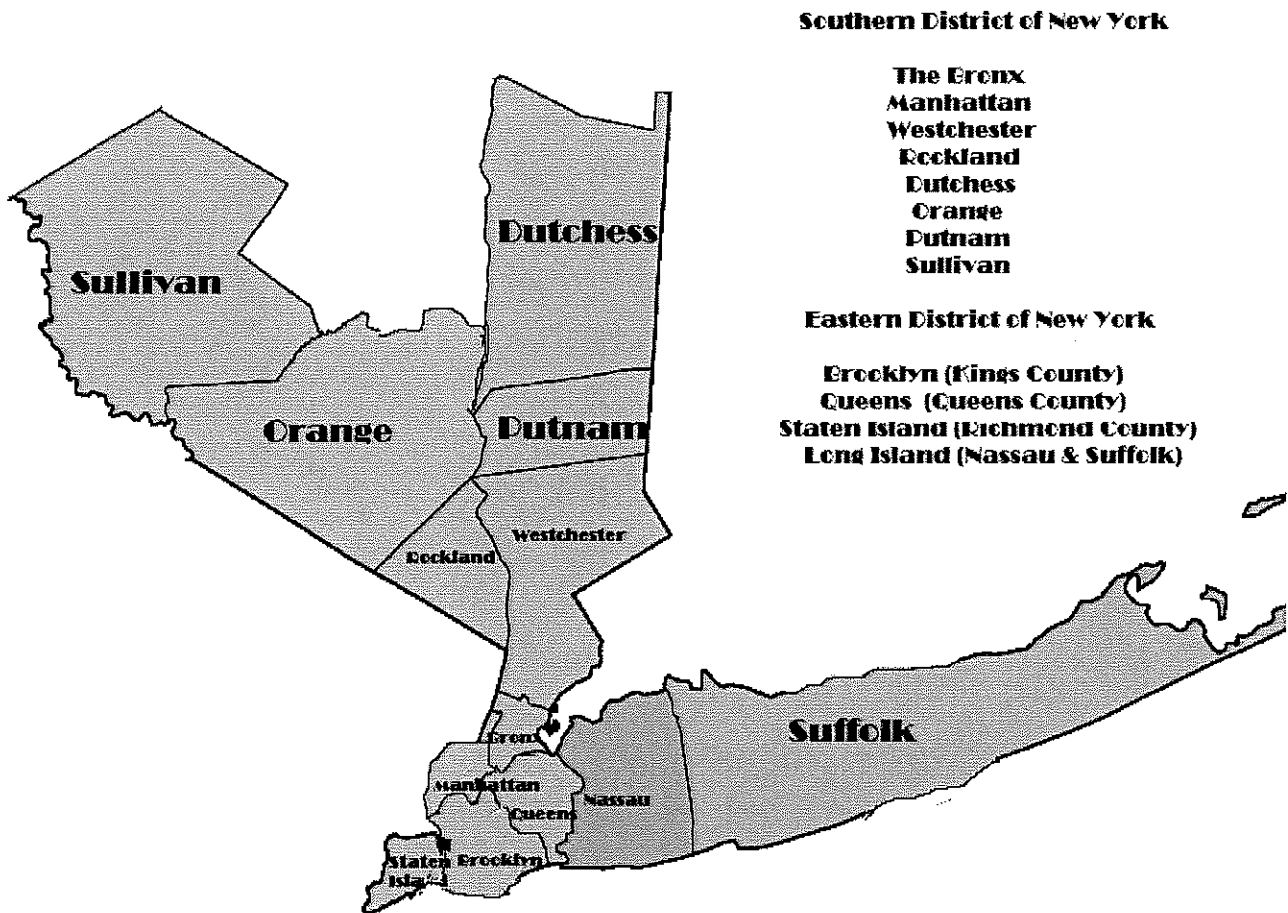 Southern District of New York
The Bronx
Manhattan
Westchester
Rockland
Dutchess
Orange
Putnam
Sullivan
Eastern District of New York
Brooklyn (Kings County)
Queens (Queens County)
Staten Island (Richmond County)
Long Island (Nassau & Suffolk)
Dutchess
Sullivan
Orange
Putnam
Westchester
Rockland
Bronx
Suffolk
Manhattan
Nassau
Queens
Staten
Brooklyn